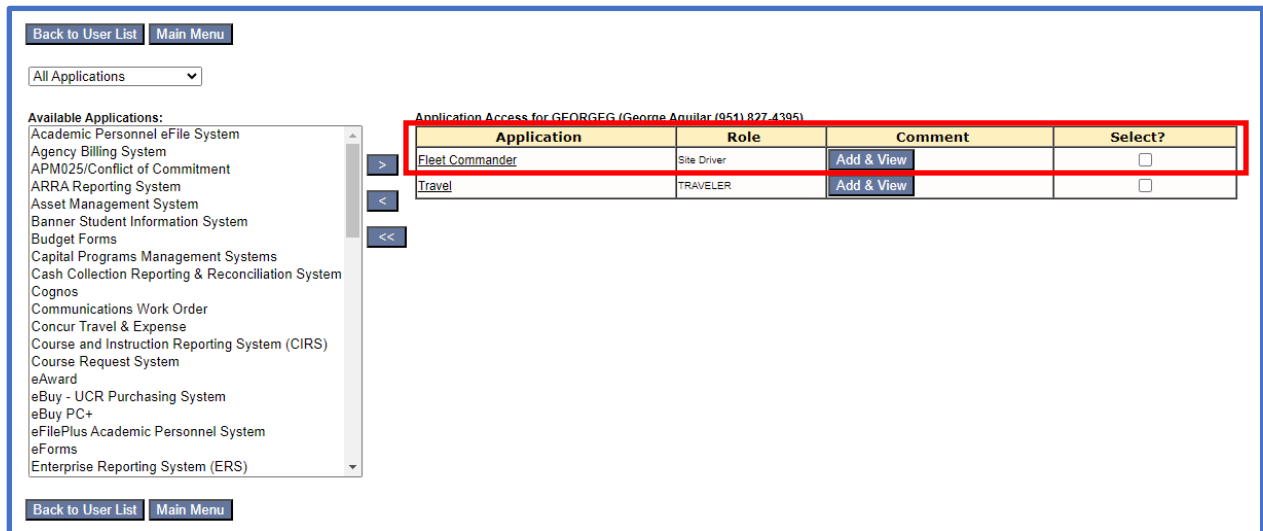 Back to User List Main Menu
All Applications
Available Applications:
Application Access for GEORGEG (George Aguilar (951) 827-4395)
Academic Personnel eFile System
Agency Billing System
APM025/Conflict of Commitment
ARRA Reporting System
Asset Management System
Banner Student Information System
Budget Forms
Capital Programs Management Systems
Cash Collection Reporting & Reconciliation System
Cognos
Communications Work Order
Concur Travel & Expense
Course and Instruction Reporting System (CIRS)
Course Request System
eAward
eBuy - UCR Purchasing System
eBuy PC+
eFilePlus Academic Personnel System
eForms
Enterprise Reporting System (ERS)
>
<
<<
Application Role Comment Select?
Fleet Commander Site Driver Add & View
Travel TRAVELER Add & View
Back to User List Main Menu